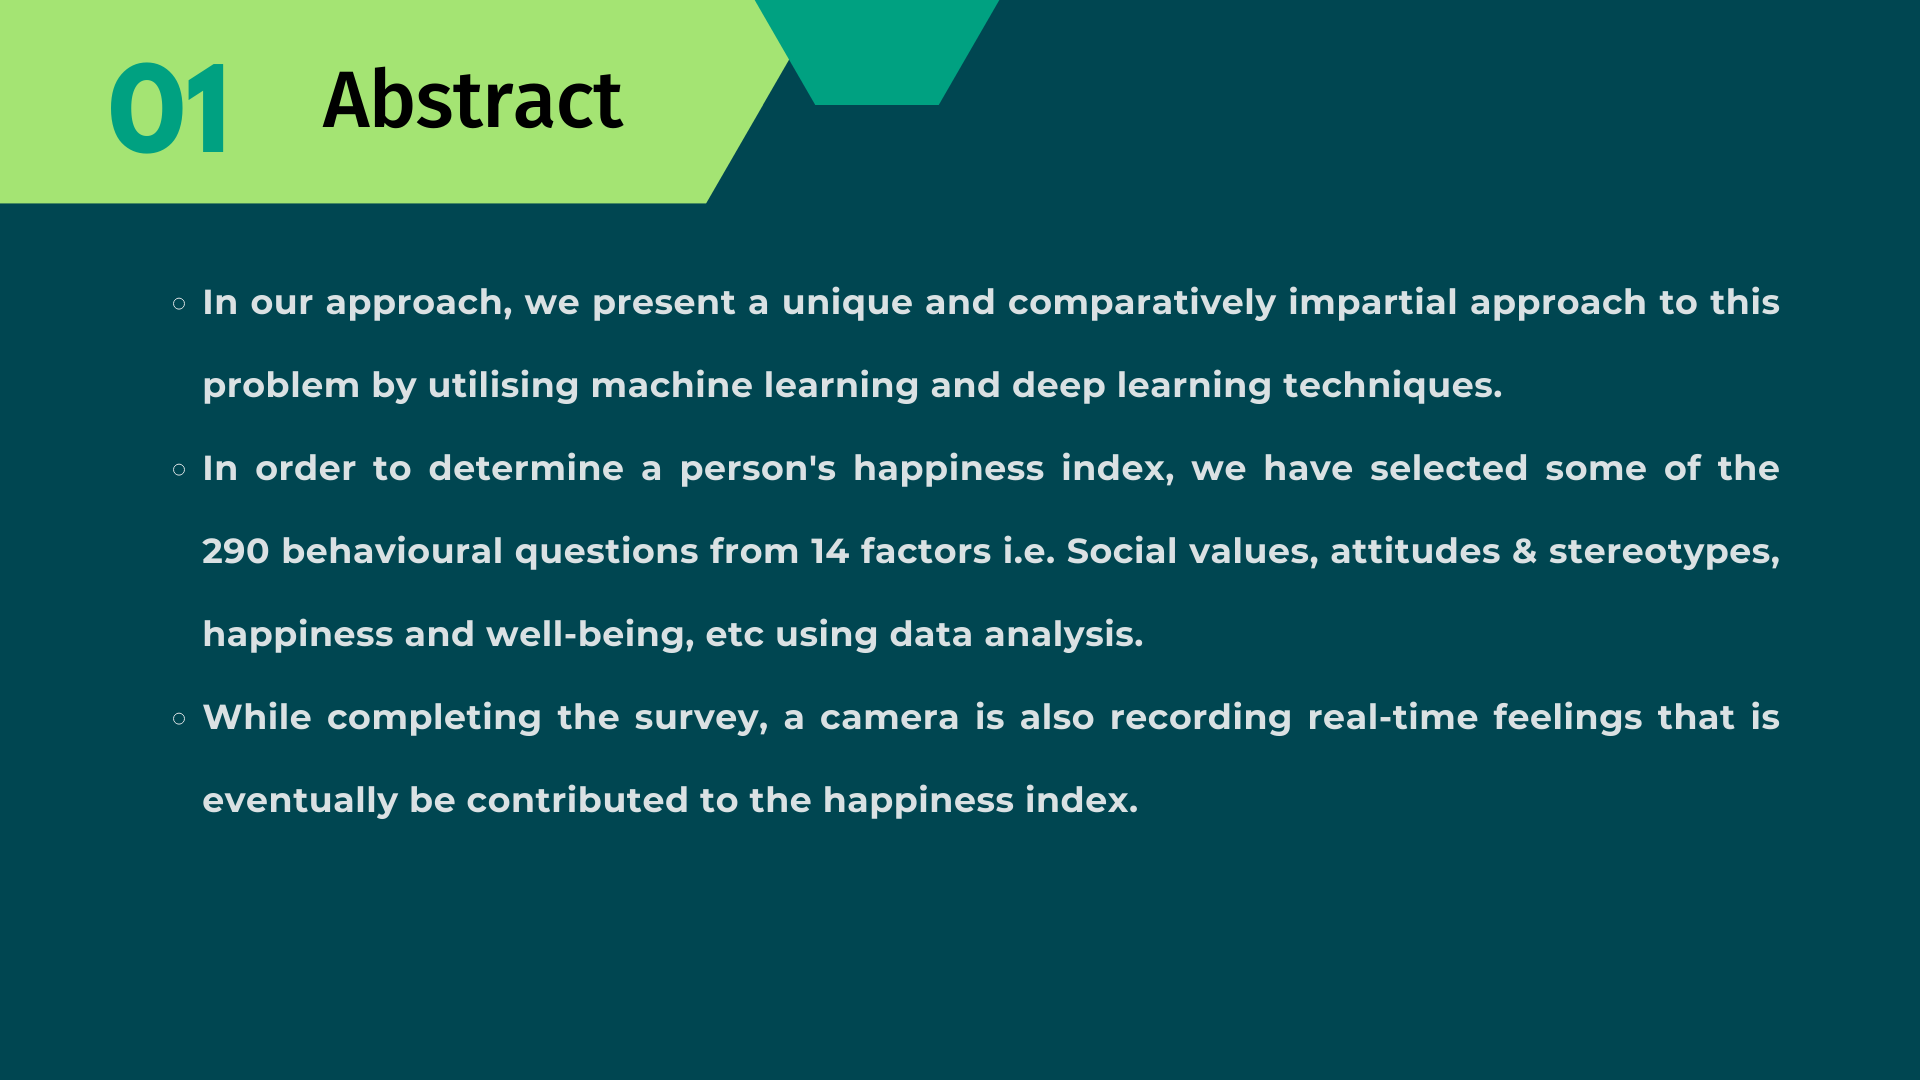 01 Abstract
In our approach, we present a unique and comparatively impartial approach to this
problem by utilising machine learning and deep learning techniques.
In order to determine a person's happiness index, we have selected some of the
290 behavioural questions from 14 factors i.e. Social values, attitudes & stereotypes,
happiness and well-being, etc using data analysis.
While completing the survey, a camera is also recording real-time feelings that is
eventually be contributed to the happiness index.